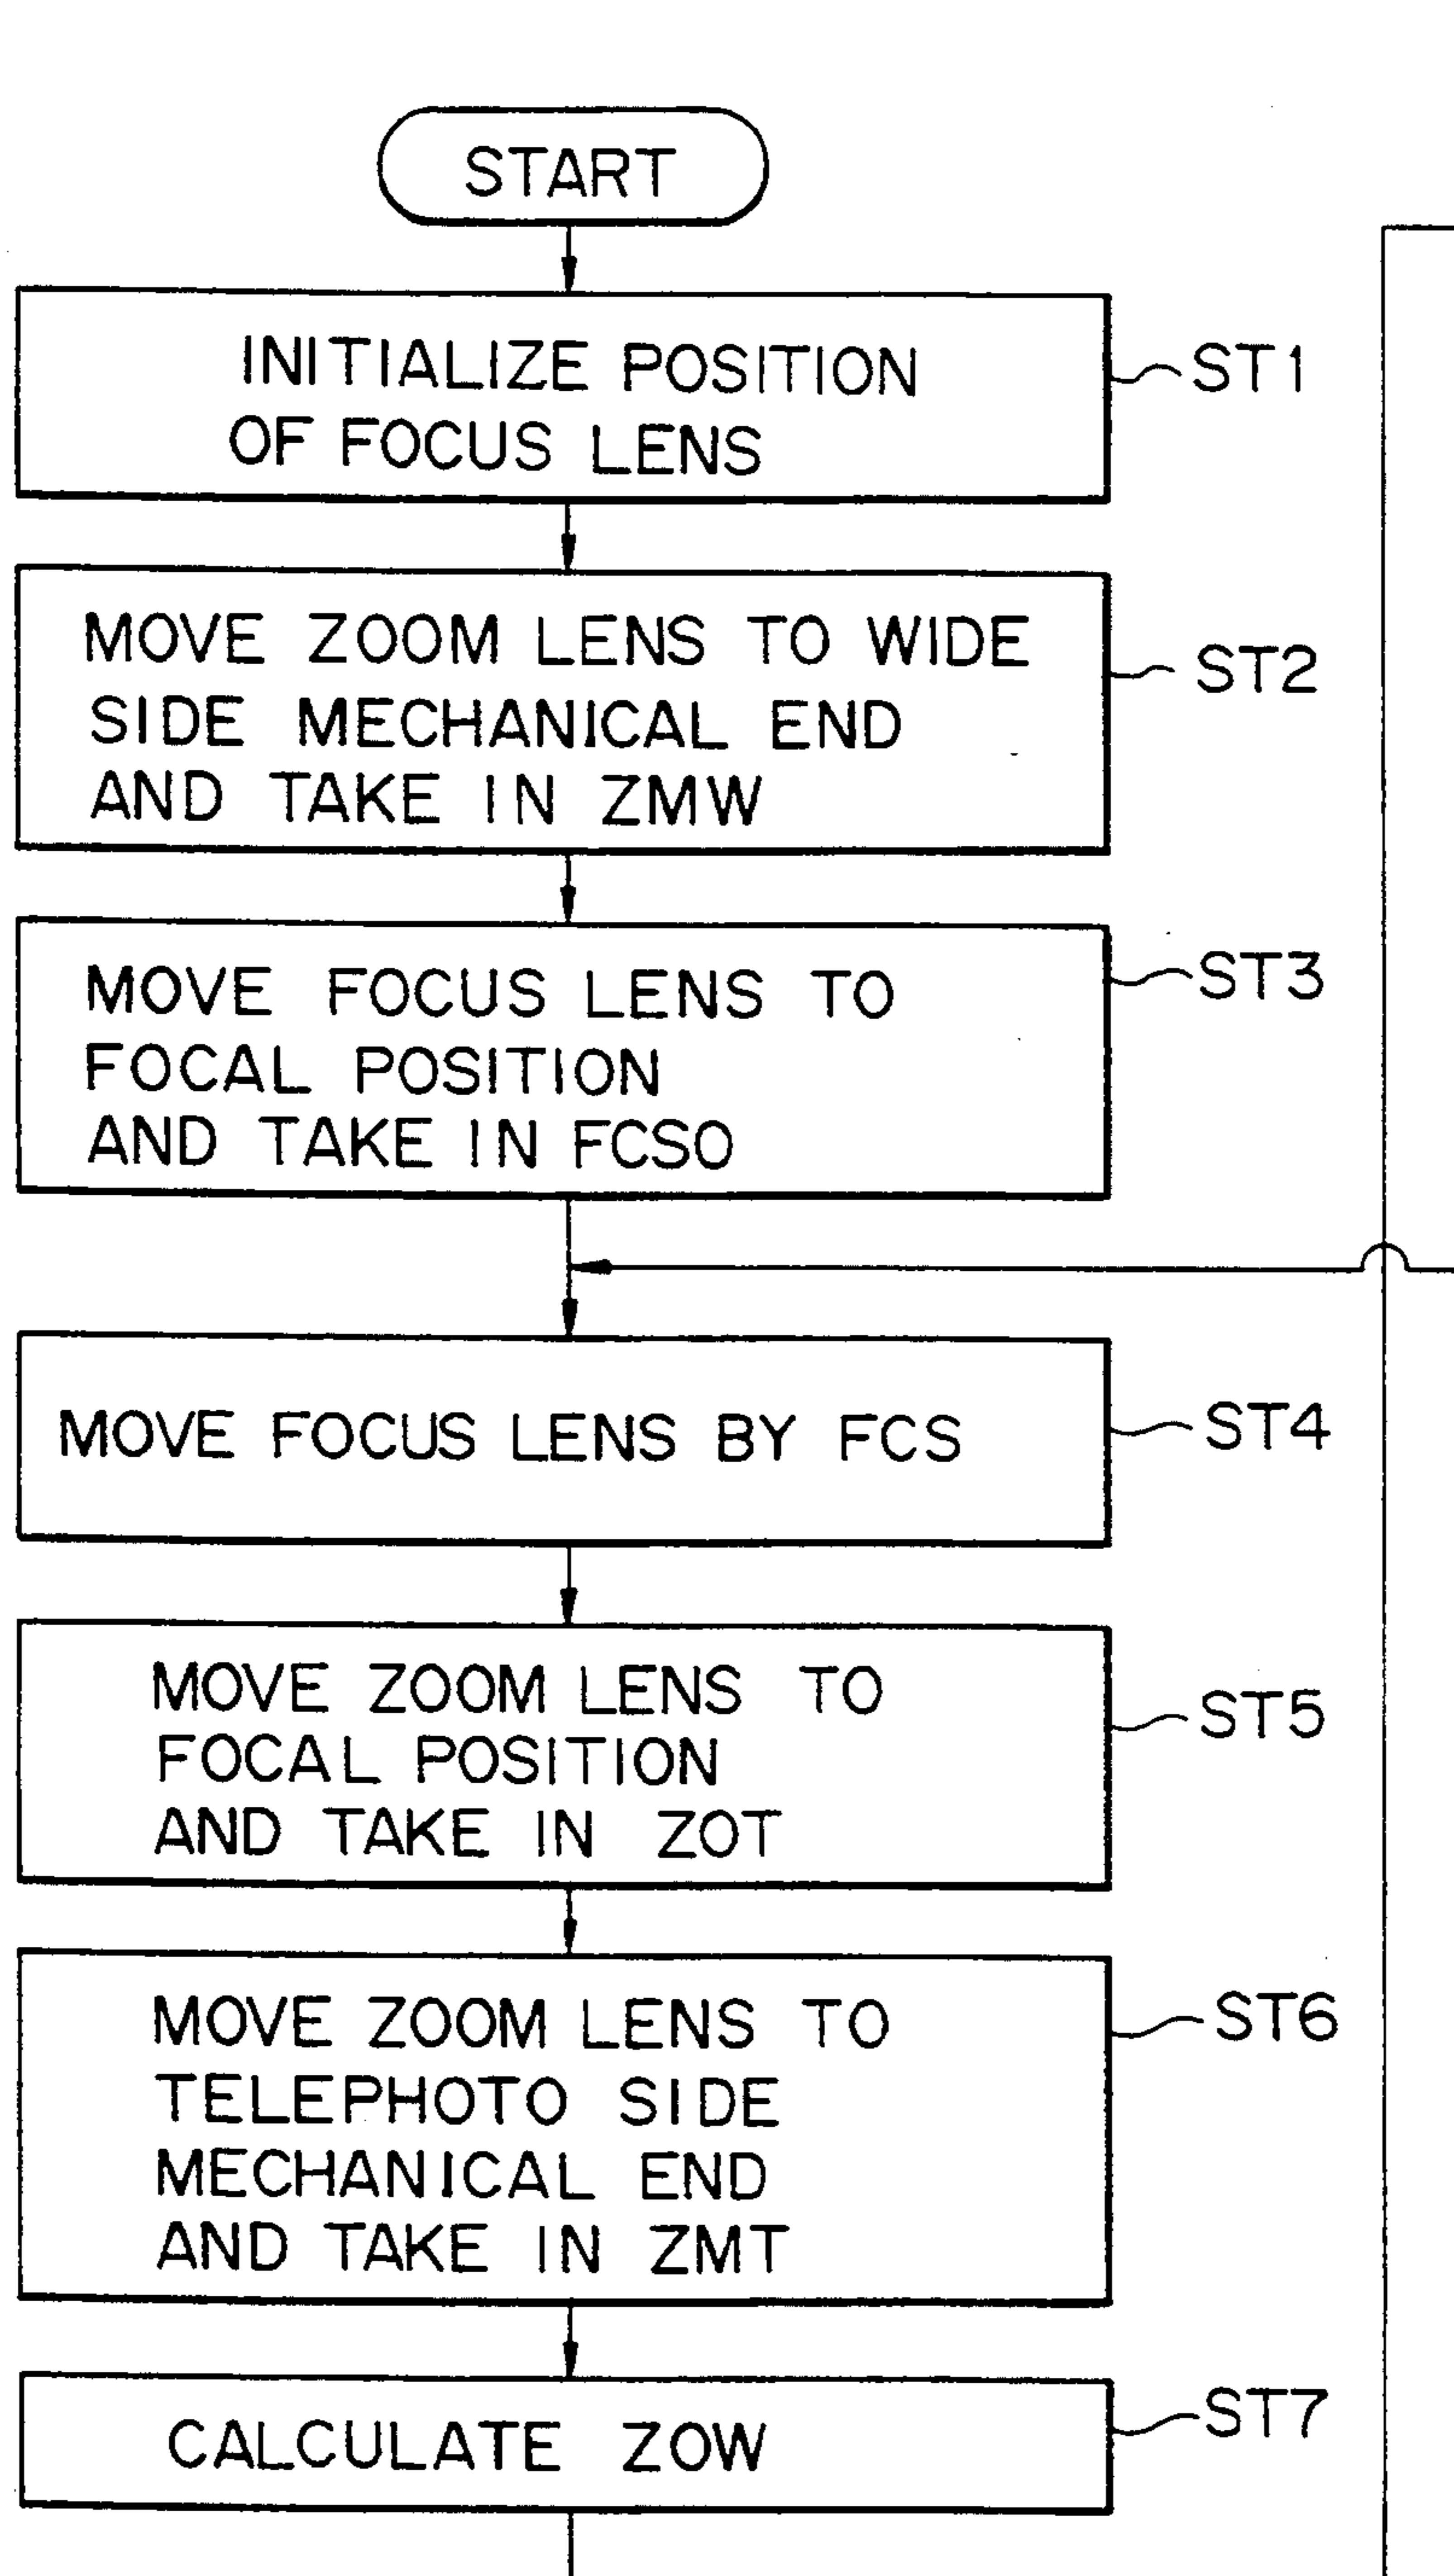 START
INITIALIZE POSITION
OF FOCUS LENS
ST1
MOVE ZOOM LENS TO WIDE
SIDE MECHANICAL END
AND TAKE IN ZMW
ST2
MOVE FOCUS LENS TO
FOCAL POSITION
AND TAKE IN FCSO
ST3
MOVE FOCUS LENS BY FCS
ST4
MOVE ZOOM LENS TO
FOCAL POSITION
AND TAKE IN ZOT
ST5
MOVE ZOOM LENS TO
TELEPHOTO SIDE
MECHANICAL END
AND TAKE IN ZMT
ST6
CALCULATE ZOW
ST7